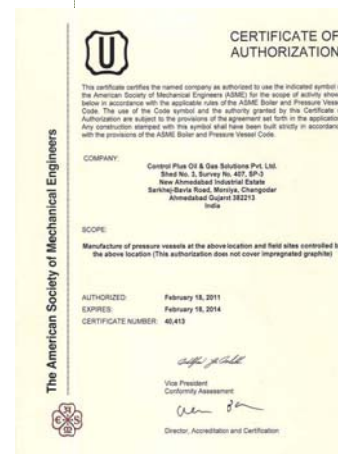 U
CERTIFICATE OF
AUTHORIZATION
This certificate certifies the named company as authorized to use the indicated symbol
the American Society of Mechanical Engineers (ASME) for the scope of activity show
below in accordance with the applicable rules of the ASME Boiler and Pressure Vesse
Code. The use of the Code symbol and the authority granted by this Certificate
Authorization are subject to the provisions of the agreement set forth in the application
Any construction stamped with this symbol shall have been built strictly in accordanc
with the provisions of the ASME Boiler and Pressure Vessel Code.
COMPANY:
Control Plus Oil & Gas Solutions Pvt. Ltd.
Shed No. 3, Survey No. 407, SP-3
New Ahmedabad Industrial Estate
Sarkhej-Bavla Road, Moraiya, Changodar
Ahmedabad Gujarat 382213
India
SCOPE:
Manufacture of pressure vessels at the above location and field sites controlled b
the above location (This authorization does not cover impregnated graphite)
AUTHORIZED: February 18, 2011
EXPIRES: February 18, 2014
CERTIFICATE NUMBER: 40,413
Vice President
Conformity Assessment
Director, Accreditation and Certification
The American Society of Mechanical Engineers